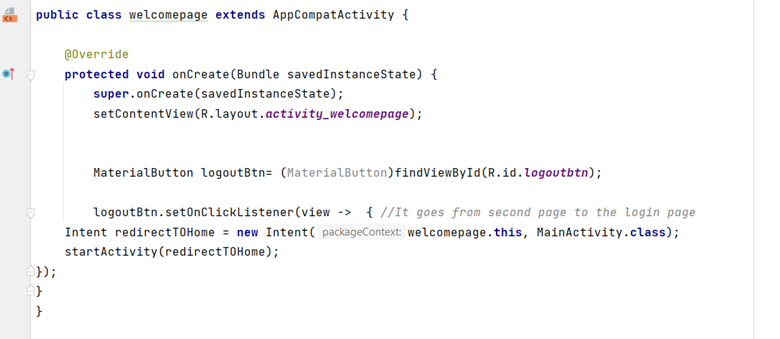 public class welcomepage extends AppCompatActivity {
@Override
protected void onCreate(Bundle savedInstanceState) {
super.onCreate(savedInstanceState);
setContentView(R.layout.activity_welcomepage);
MaterialButton logoutBtn= (MaterialButton)findViewById(R.id.logoutbtn);
logoutBtn.setOnClickListener(view ->  { //It goes from second page to the login page
Intent redirectTOHome = new Intent( packageContext: welcomepage.this, MainActivity.class);
startActivity(redirectTOHome);
});
}
}